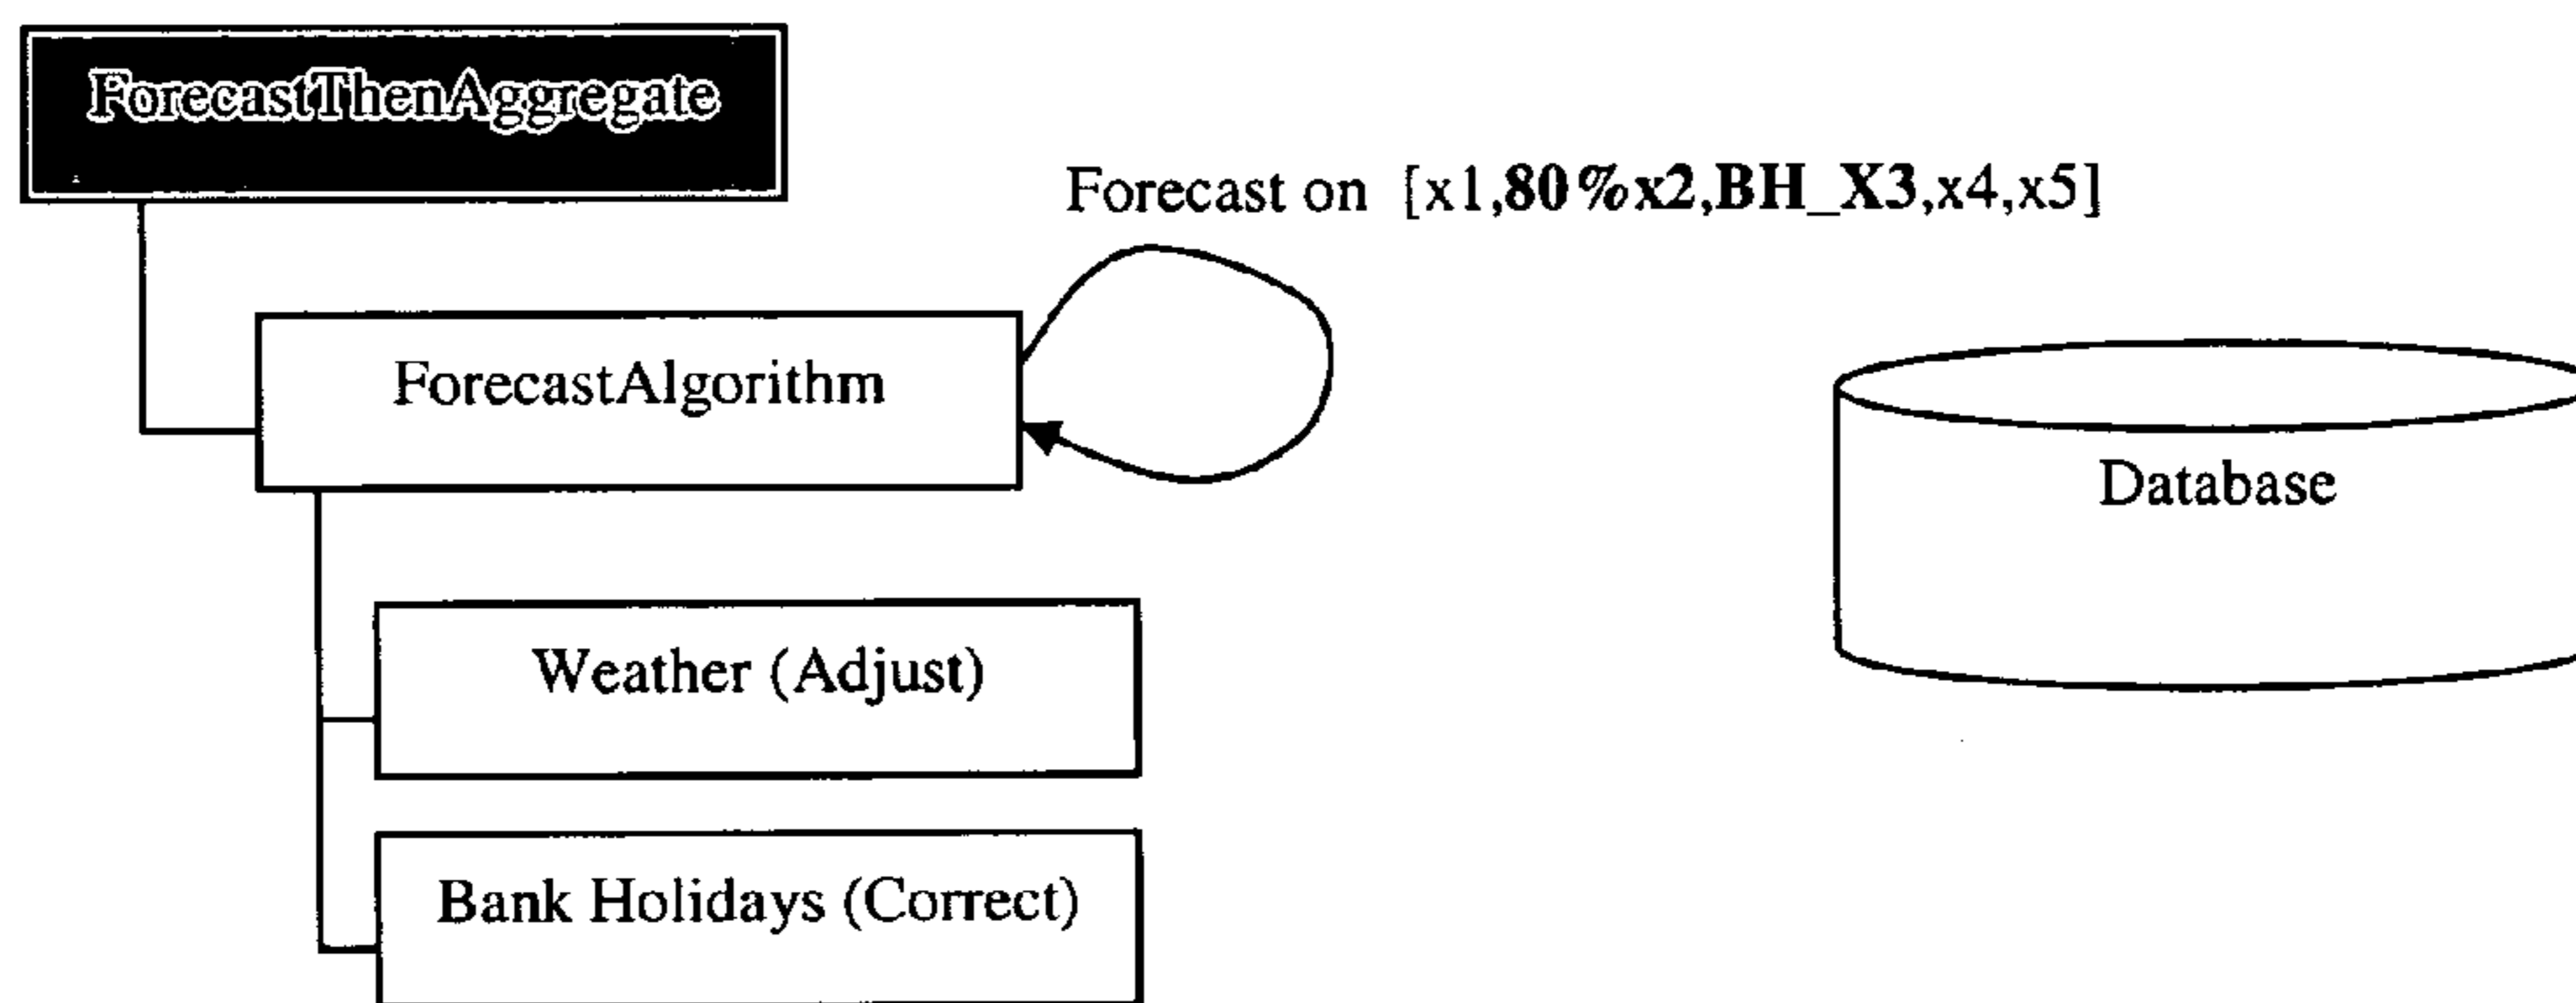 ForecastThenAggregate
Forecast on [x1,80%x2,BH_X3,x4,x5]
ForecastAlgorithm
Database
Weather (Adjust)
Bank Holidays (Correct)